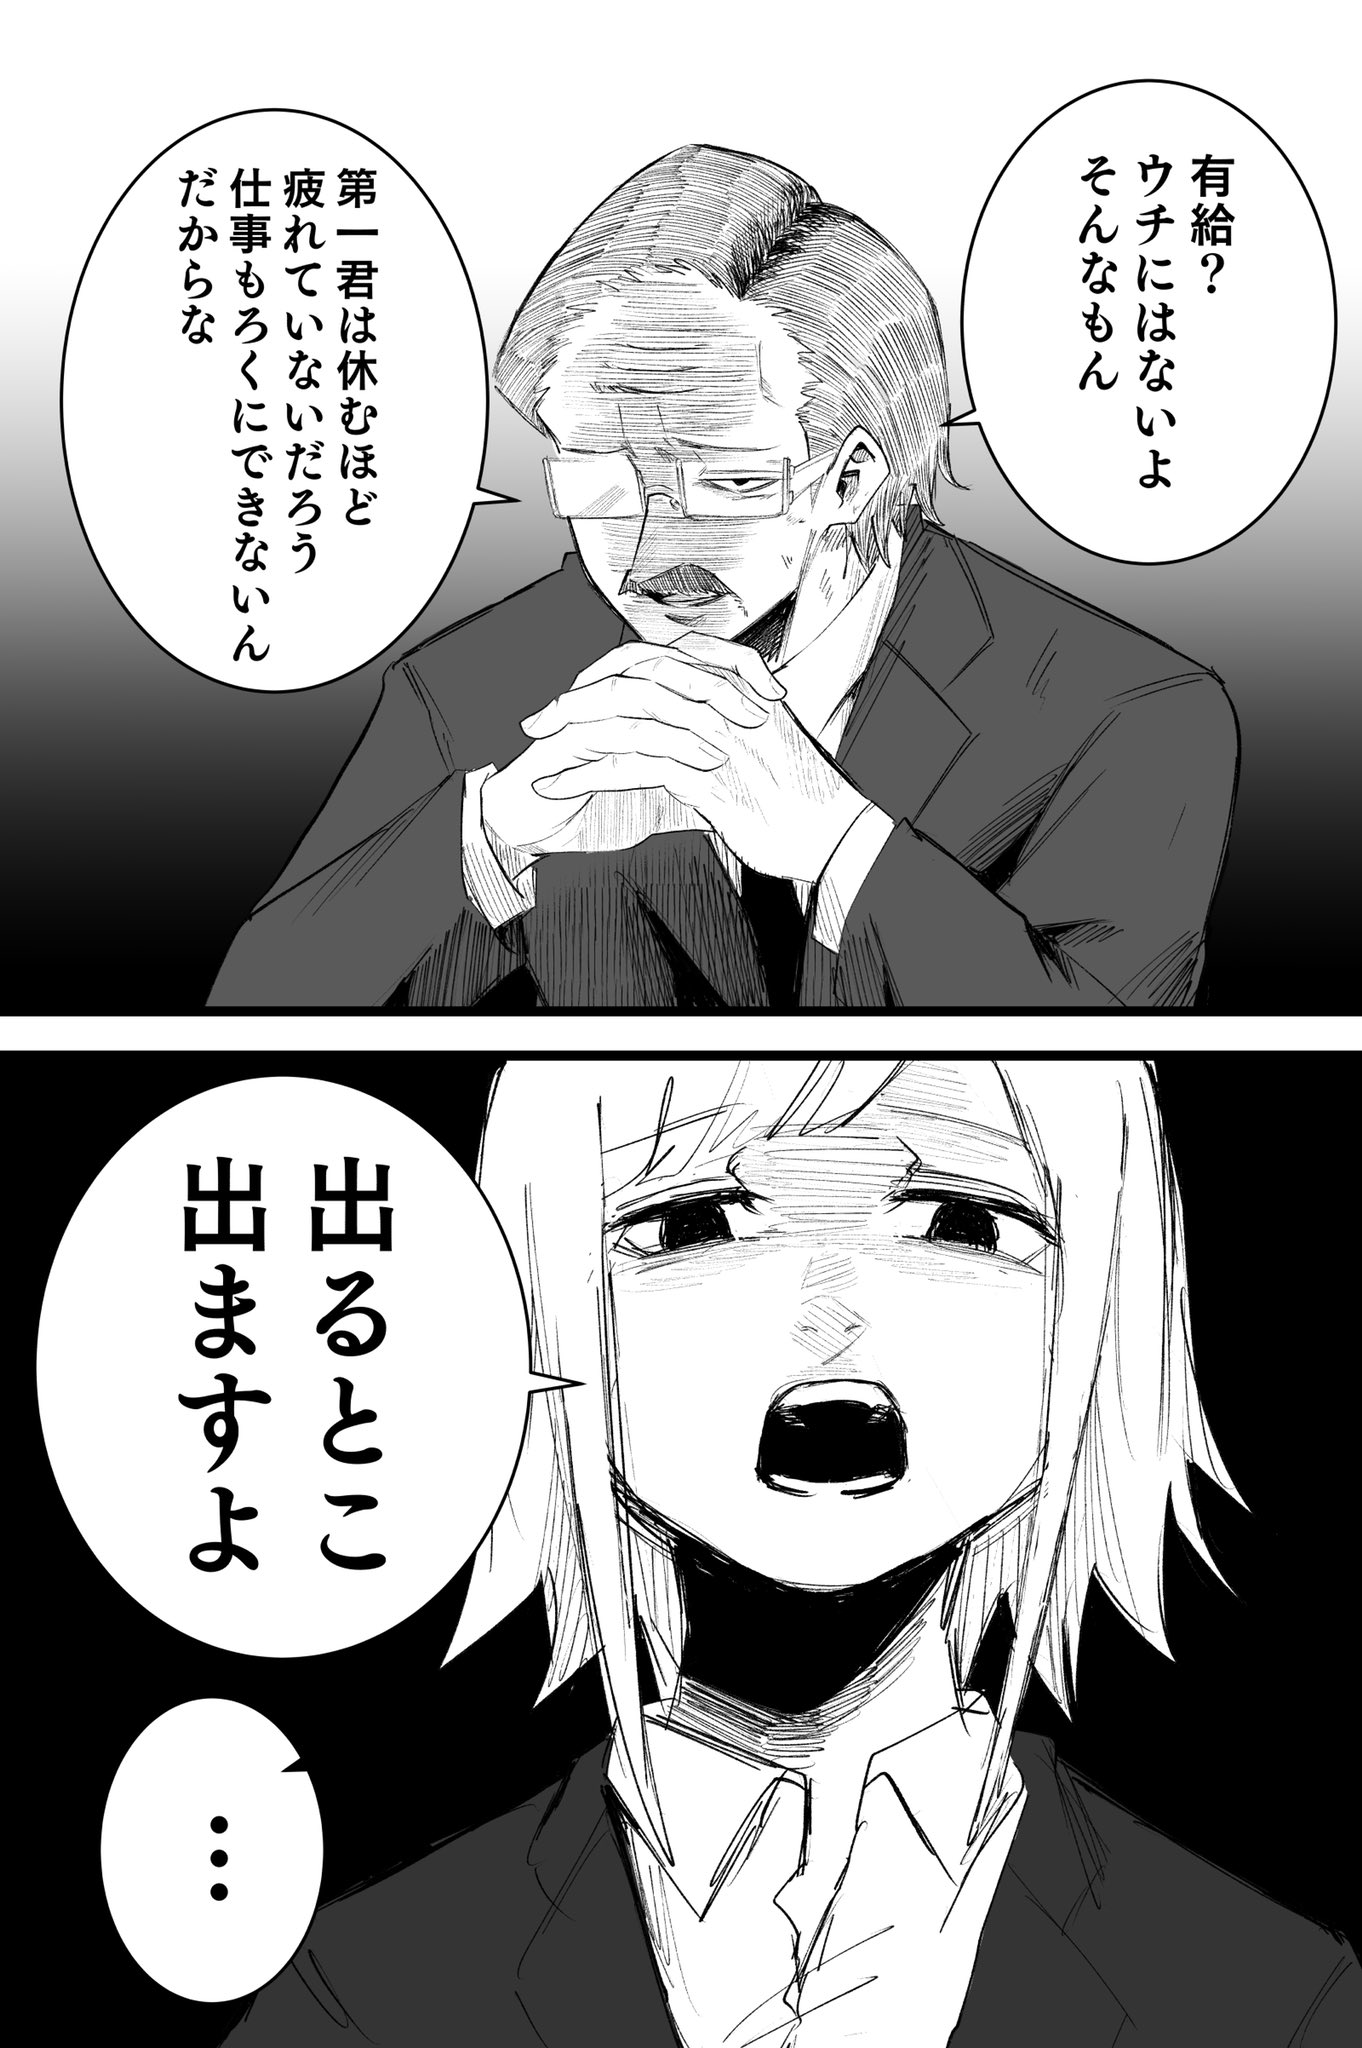 有給?
ウチにはないよ
そんなもん
第一君は休むほど
疲れていないだろう
仕事もろくにできないん
だからな
出るとこ
出ますよ
…